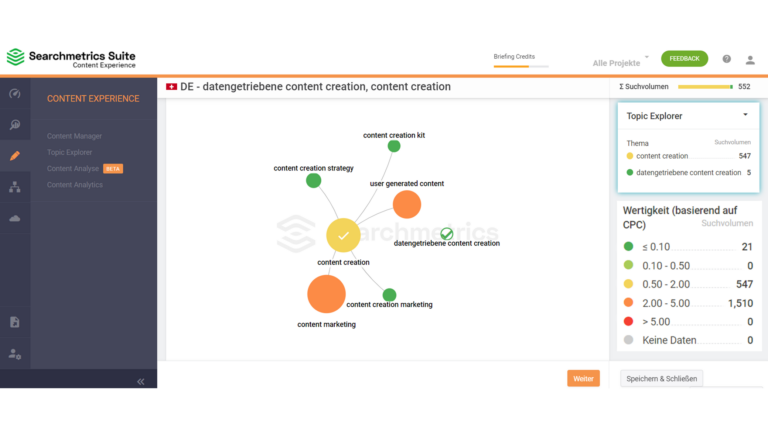 Searchmetrics Suite
Content Experience
Briefing Credits
Alle Projekte
FEEDBACK
CONTENT EXPERIENCE
Content Manager
Topic Explorer
Content Analyse BETA
Content Analytics
DE - datengetriebene content creation, content creation
content creation kit
content creation strategy
user generated content
searchmetrics
datengetriebene content creation
content creation
content creation marketing
content marketing
Σ Suchvolumen 552
Topic Explorer
Thema Suchvolumen
content creation 547
datengetriebene content creation 5
Wertigkeit (basierend auf
CPC) Suchvolumen
≤ 0.10 21
0.10 - 0.50 0
0.50 - 2.00 547
2.00 - 5.00 1,510
> 5.00 0
Keine Daten 0
Weiter
Speichern & Schließen